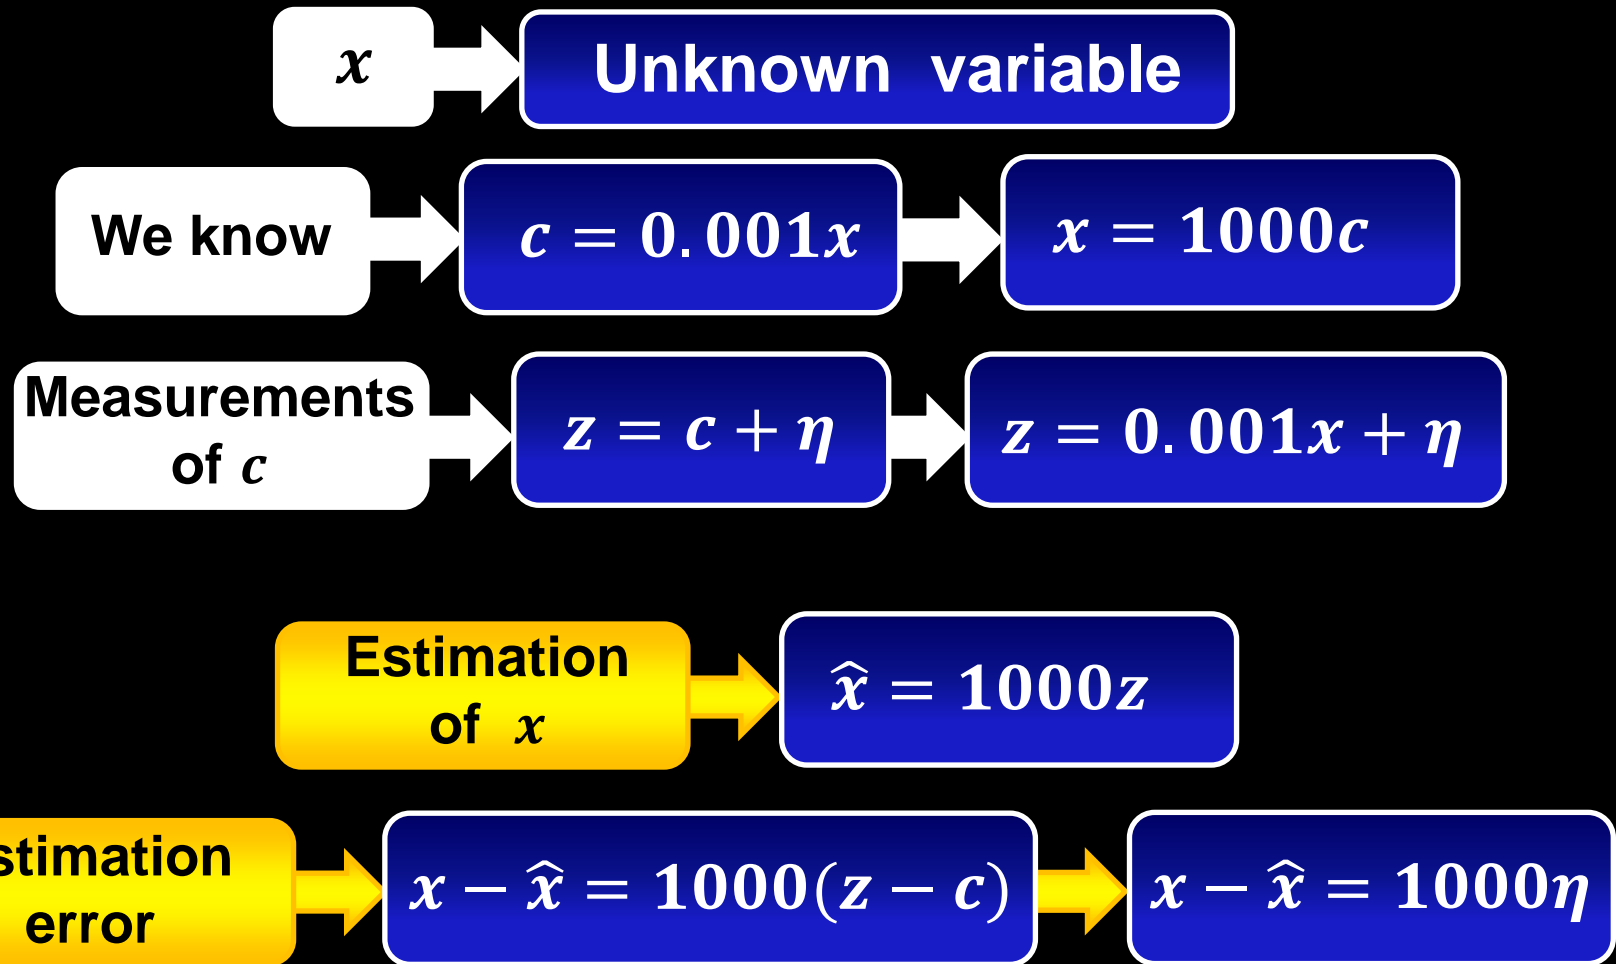 x
Unknown variable
We know
c = 0.001x
x = 1000c
Measurements
of c
z = c + η
z = 0.001x + η
Estimation
of x
x̂ = 1000z
stimation
error
x − x̂ = 1000(z − c)
x − x̂ = 1000η